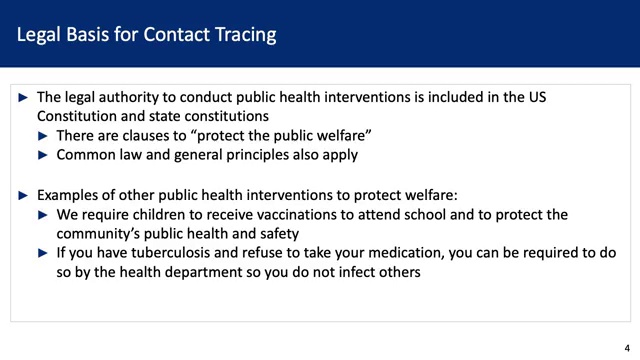 Legal Basis for Contact Tracing
► The legal authority to conduct public health interventions is included in the US
Constitution and state constitutions
► There are clauses to “protect the public welfare”
► Common law and general principles also apply
► Examples of other public health interventions to protect welfare:
► We require children to receive vaccinations to attend school and to protect the
community’s public health and safety
► If you have tuberculosis and refuse to take your medication, you can be required to do
so by the health department so you do not infect others
4